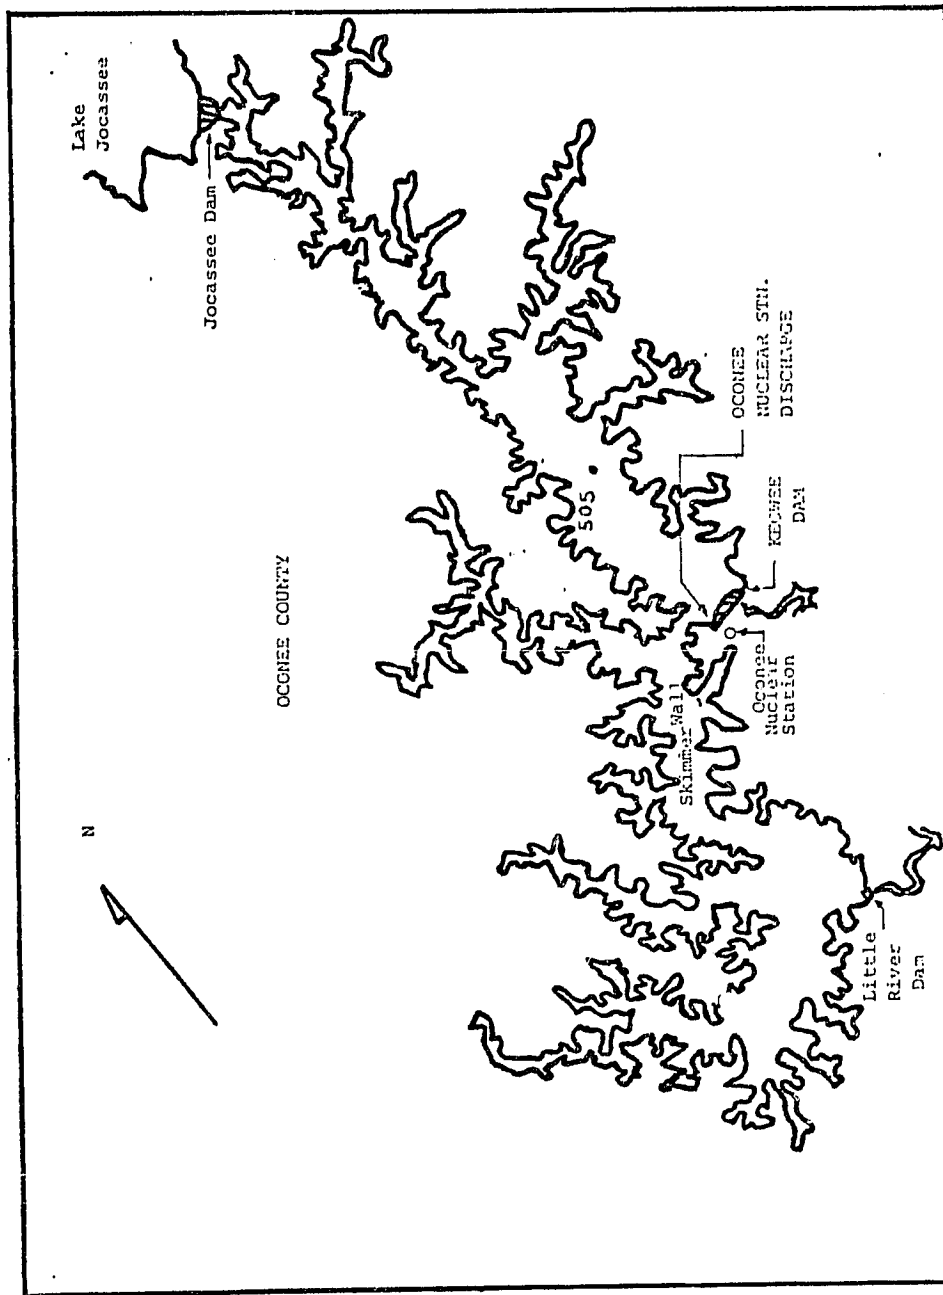 Lake
Jocassee
Jocassee Dam
OCONEE COUNTY
N
505
OCONEE
NUCLEAR STN.
DISCHARGE
KEOWEE
DAM
Skimmer Wall
Oconee
Nuclear
Station
Little
River
Dam